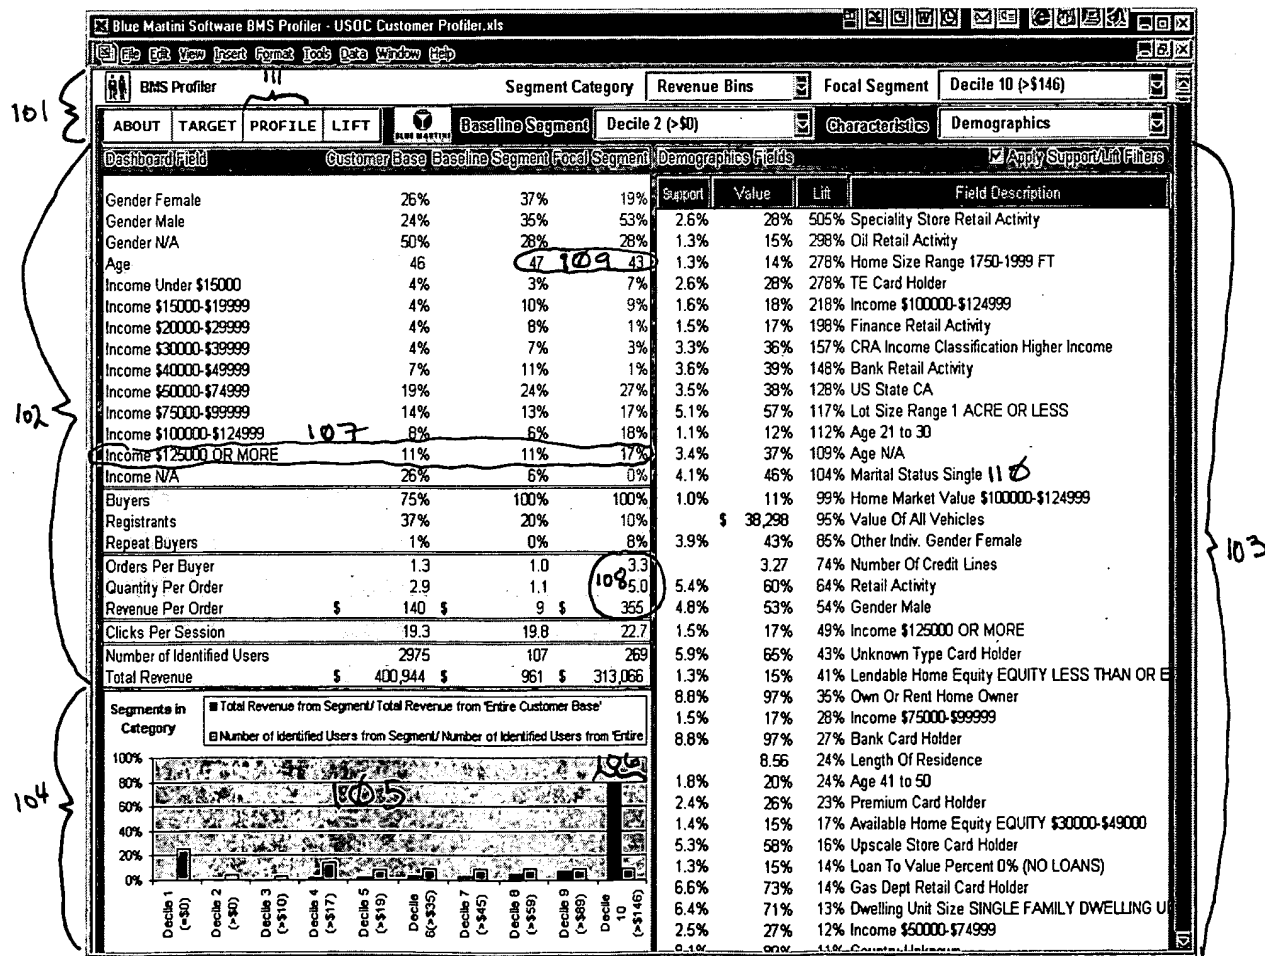 Blue Martini Software BMS Profiler - USOC Customer Profiler.xls
File Edit View Insert Format Tools Data Window Help
111
101
BMS Profiler Segment Category Revenue Bins Focal Segment Decile 10 (>$146)
ABOUT TARGET PROFILE LIFT BLUE MARTINI Baseline Segment Decile 2 (>$0) Characteristics Demographics
Dashboard Field Customer Base Baseline Segment Focal Segment
Gender Female 26% 37% 19%
Gender Male 24% 35% 53%
Gender N/A 50% 28% 28%
Age 46 47 109 43
Income Under $15000 4% 3% 7%
Income $15000-$19999 4% 10% 9%
Income $20000-$29999 4% 8% 1%
Income $30000-$39999 4% 7% 3%
Income $40000-$49999 7% 11% 1%
Income $50000-$74999 19% 24% 27%
102
Income $75000-$99999 14% 13% 17%
Income $100000-$124999 107 8% 6% 18%
Income $125000 OR MORE 11% 11% 17%
Income N/A 26% 6% 0%
Buyers 75% 100% 100%
Registrants 37% 20% 10%
Repeat Buyers 1% 0% 8%
Orders Per Buyer 1.3 1.0 3.3
Quantity Per Order 2.9 1.1 108 5.0
Revenue Per Order $ 140 $ 9 $ 355
Clicks Per Session 19.3 19.8 22.7
Number of Identified Users 2975 107 269
Total Revenue $ 400,944 $ 961 $ 313,066
Demographics Fields Apply Support/Lift Filters
Support Value Lift Field Description
2.6% 28% 505% Speciality Store Retail Activity
1.3% 15% 298% Oil Retail Activity
1.3% 14% 278% Home Size Range 1750-1999 FT
2.6% 28% 278% TE Card Holder
1.6% 18% 218% Income $100000-$124999
1.5% 17% 198% Finance Retail Activity
3.3% 36% 157% CRA Income Classification Higher Income
3.6% 39% 148% Bank Retail Activity
3.5% 38% 128% US State CA
5.1% 57% 117% Lot Size Range 1 ACRE OR LESS
1.1% 12% 112% Age 21 to 30
3.4% 37% 109% Age N/A
4.1% 46% 104% Marital Status Single 110
1.0% 11% 99% Home Market Value $100000-$124999
$ 38,298 95% Value Of All Vehicles
3.9% 43% 85% Other Indiv. Gender Female
103
3.27 74% Number Of Credit Lines
5.4% 60% 64% Retail Activity
4.8% 53% 54% Gender Male
1.5% 17% 49% Income $125000 OR MORE
5.9% 65% 43% Unknown Type Card Holder
1.3% 15% 41% Lendable Home Equity EQUITY LESS THAN OR E
8.8% 97% 35% Own Or Rent Home Owner
1.5% 17% 28% Income $75000-$99999
8.8% 97% 27% Bank Card Holder
8.56 24% Length Of Residence
1.8% 20% 24% Age 41 to 50
2.4% 26% 23% Premium Card Holder
1.4% 15% 17% Available Home Equity EQUITY $30000-$49000
5.3% 58% 16% Upscale Store Card Holder
1.3% 15% 14% Loan To Value Percent 0% (NO LOANS)
6.6% 73% 14% Gas Dept Retail Card Holder
6.4% 71% 13% Dwelling Unit Size SINGLE FAMILY DWELLING U
2.5% 27% 12% Income $50000-$74999
Segments in Category
Total Revenue from Segment/ Total Revenue from 'Entire Customer Base'
Number of Identified Users from Segment/ Number of Identified Users from 'Entire
104
100%
80%
60%
40%
20%
0%
105
106
Decile 1 (=$0)
Decile 2 (>$0)
Decile 3 (>$10)
Decile 4 (>$17)
Decile 5 (>$19)
Decile 6(>$35)
Decile 7 (>$45)
Decile 8 (>$59)
Decile 9 (>$89)
Decile 10 (>$146)